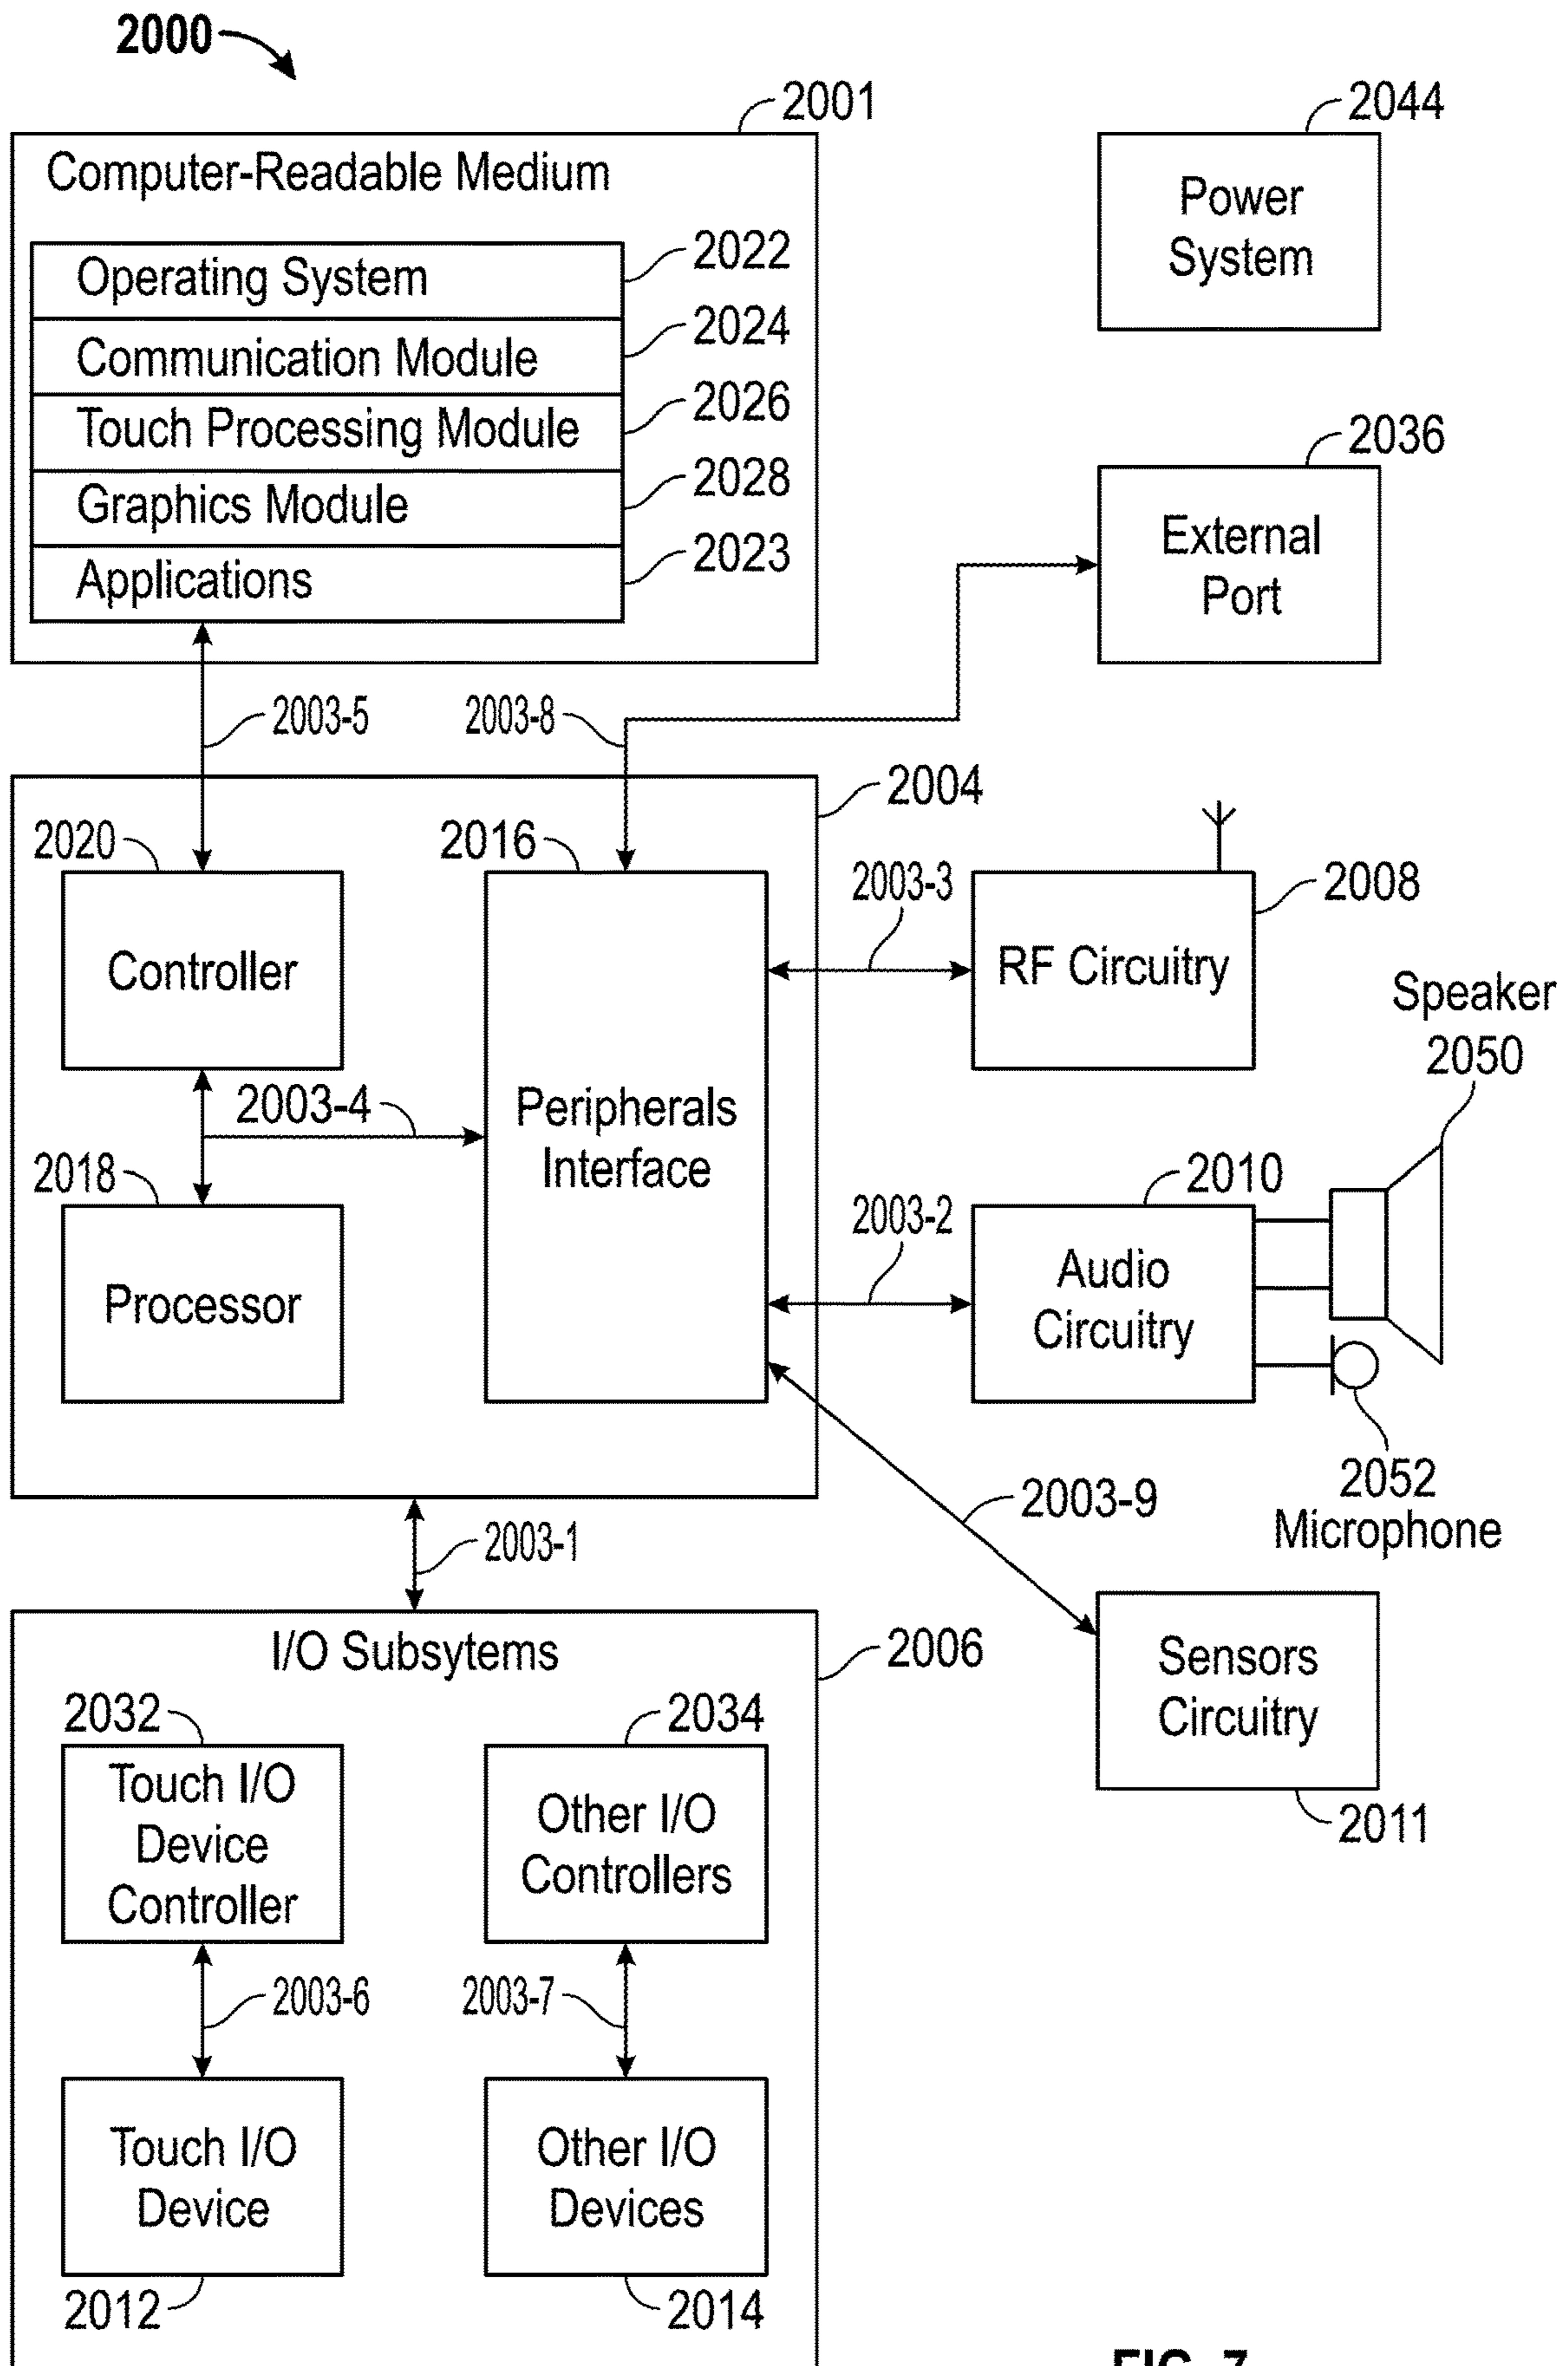 2000
2001
Computer-Readable Medium
Operating System
2022
Communication Module
2024
Touch Processing Module
2026
Graphics Module
2028
Applications
2023
2044
Power
System
2036
External
Port
2003-5
2003-8
2004
2020
Controller
2016
Peripherals
Interface
2003-4
2018
Processor
2003-3
2008
RF Circuitry
Speaker
2050
2003-2
2010
Audio
Circuitry
2052
Microphone
2003-9
2003-1
Sensors
Circuitry
2011
I/O Subsytems
2006
2032
Touch I/O
Device
Controller
2034
Other I/O
Controllers
2003-6
2003-7
Touch I/O
Device
2012
Other I/O
Devices
2014
FIG. 7